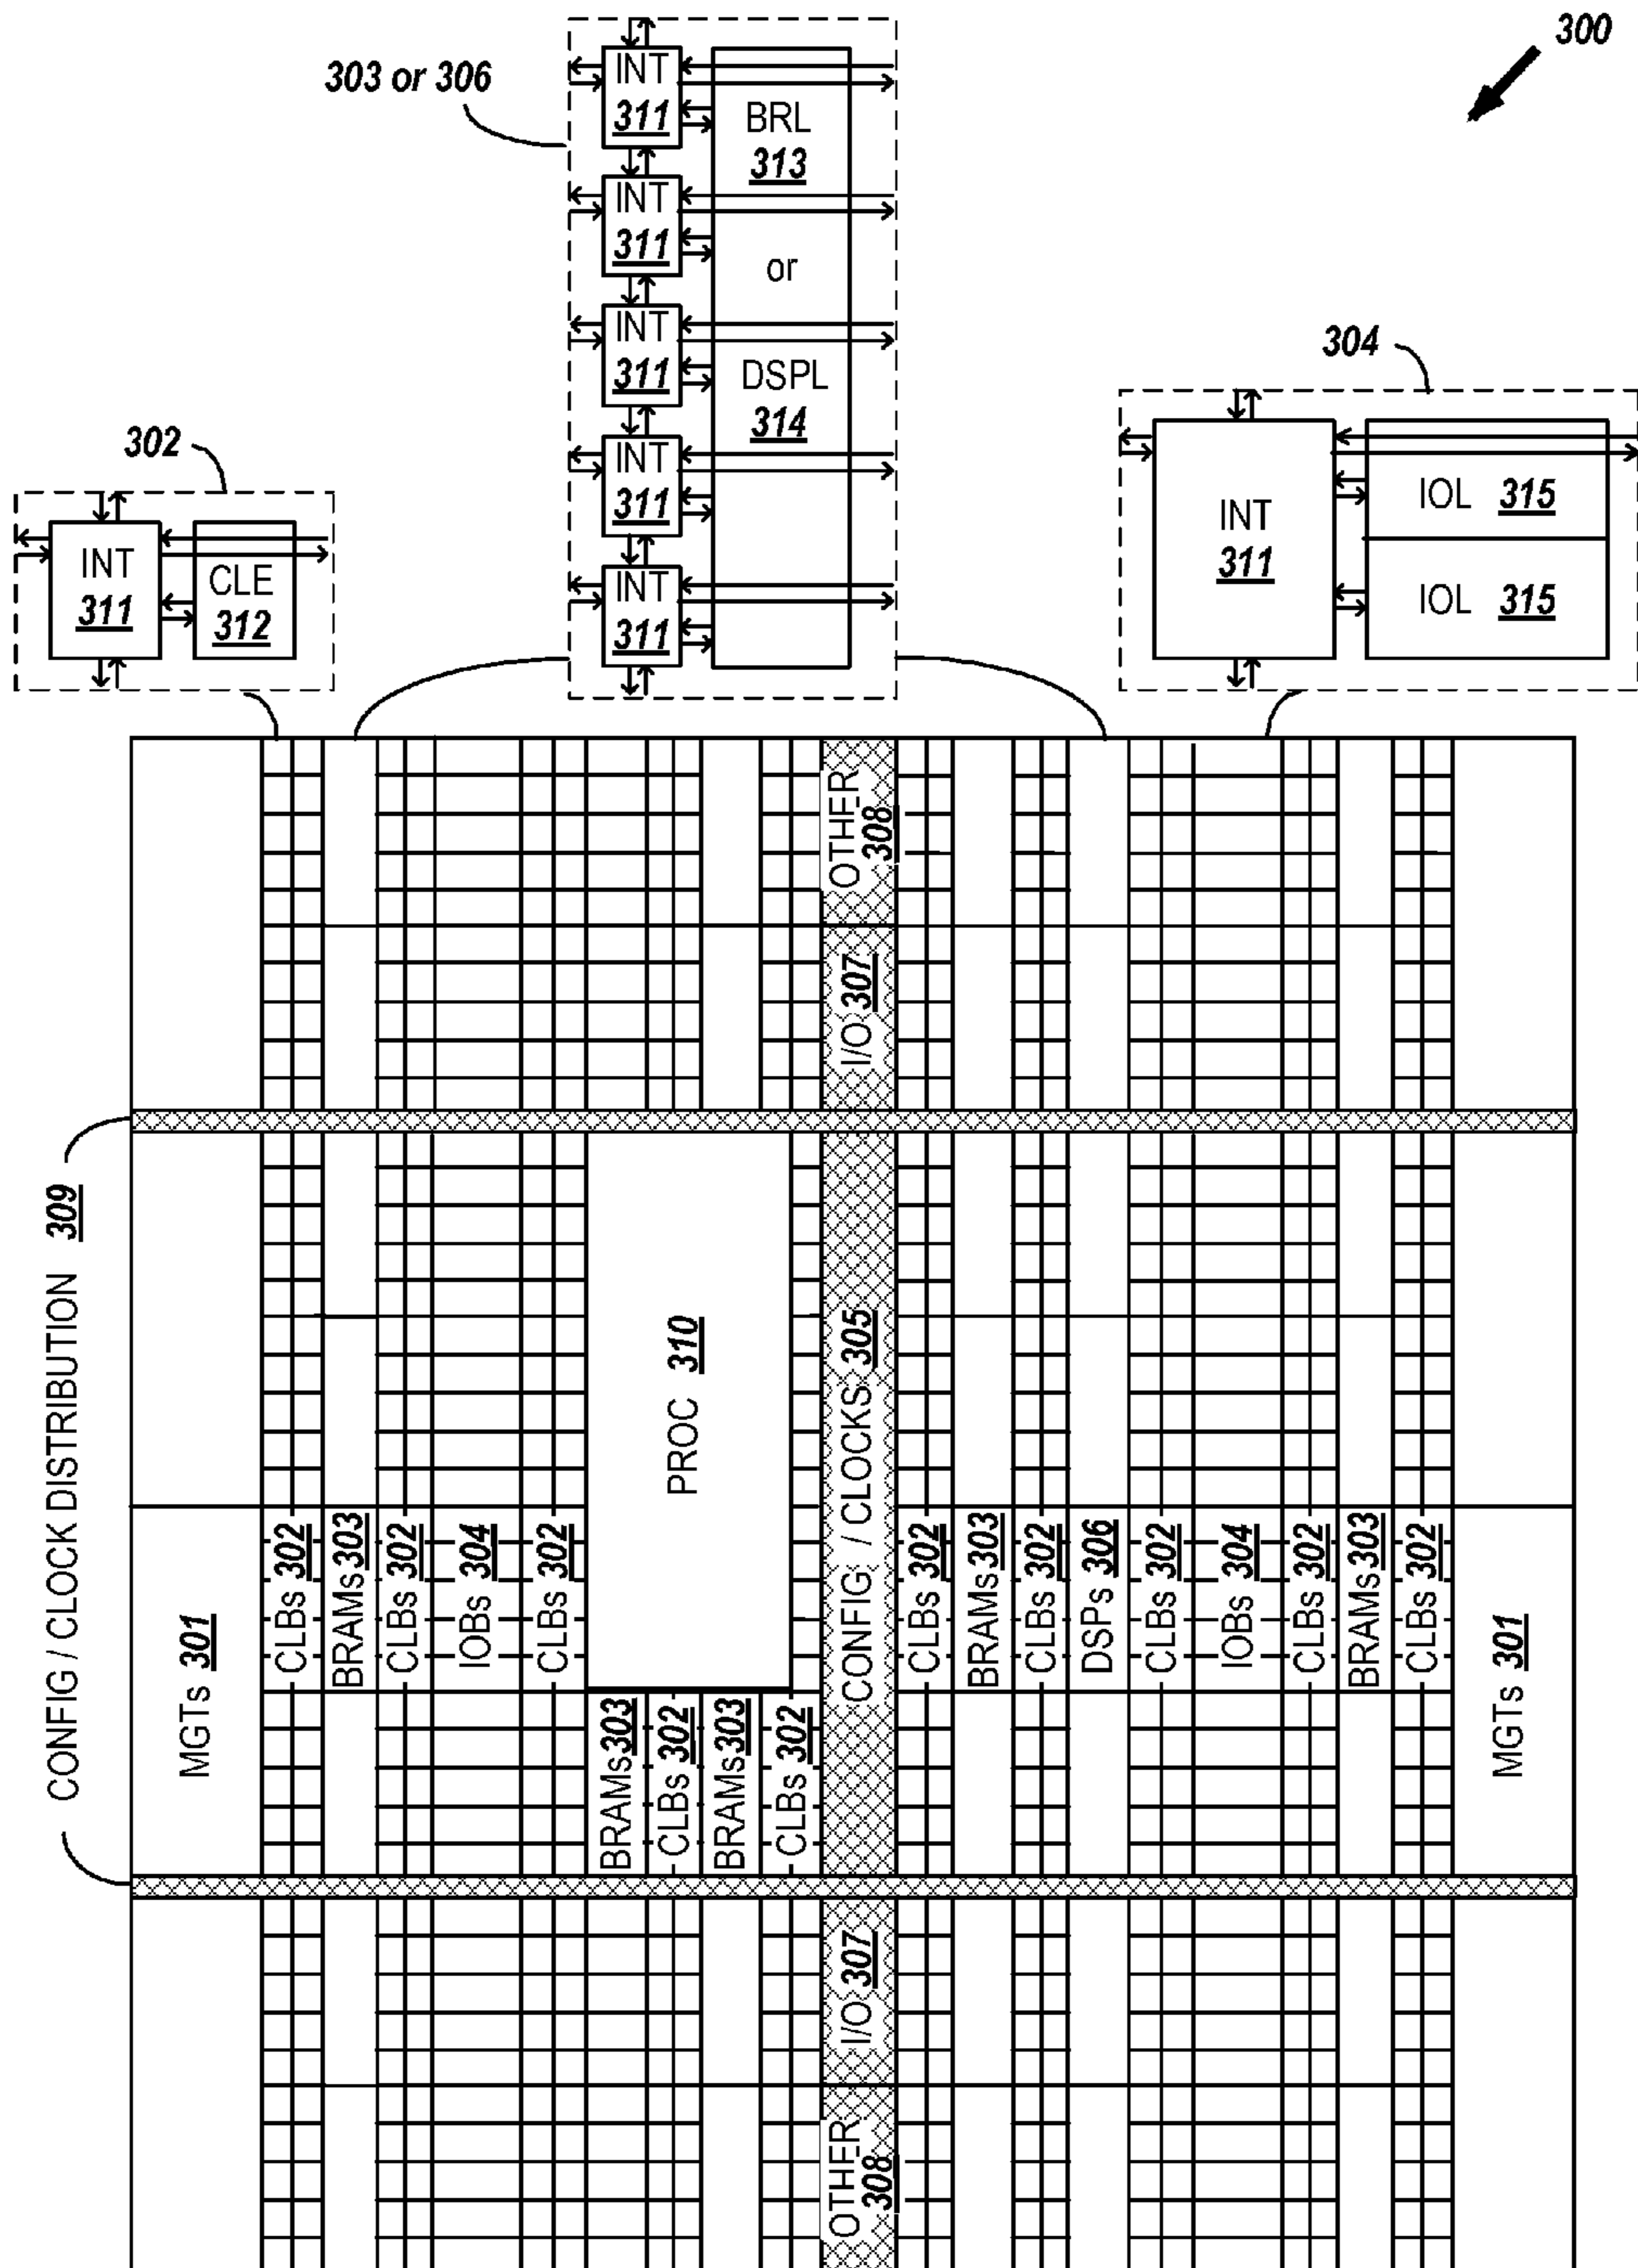 300
303 or 306
INT
311
INT
311
INT
311
INT
311
INT
311
BRL
313
or
DSPL
314
304
INT
311
IOL 315
IOL 315
302
INT
311
CLE
312
CONFIG / CLOCK DISTRIBUTION 309
OTHER
308
I/O 307
PROC 310
CONFIG / CLOCKS 305
MGTs 301
CLBs 302
BRAMs 303
CLBs 302
IOBs 304
CLBs 302
BRAMs 303
CLBs 302
BRAMs 303
CLBs 302
CLBs 302
BRAMs 303
CLBs 302
DSPs 306
CLBs 302
IOBs 304
CLBs 302
BRAMs 303
CLBs 302
MGTs 301
I/O 307
OTHER
308